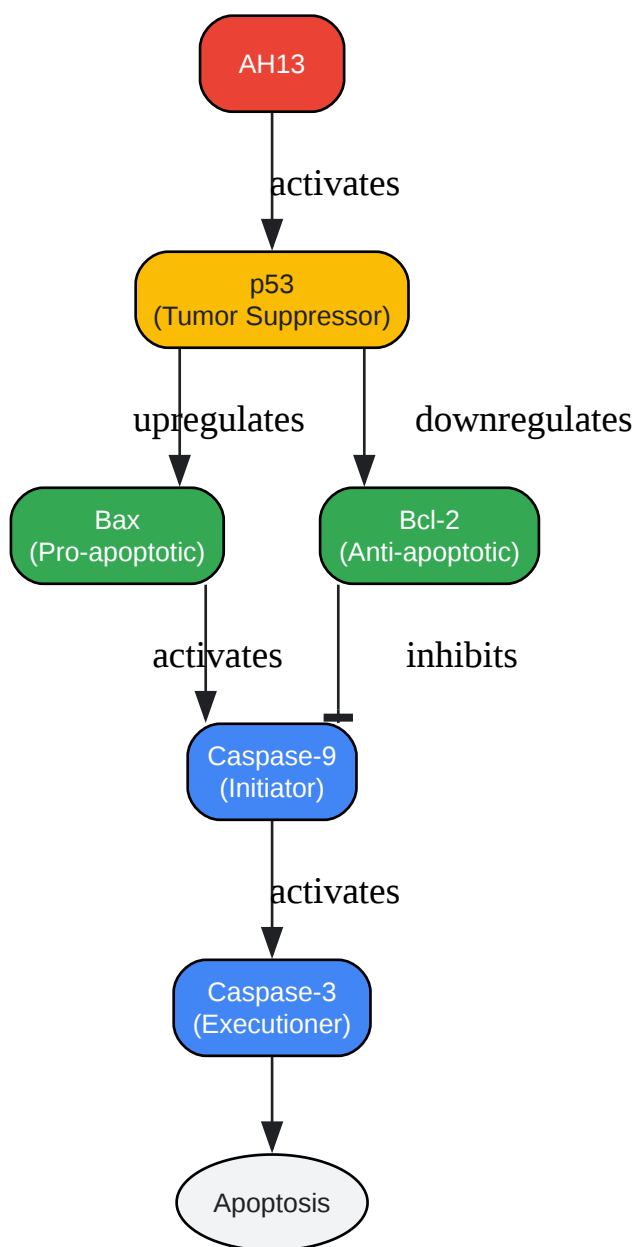 AH13
activates
p53
(Tumor Suppressor)
upregulates
downregulates
Bax
(Pro-apoptotic)
Bcl-2
(Anti-apoptotic)
activates
inhibits
Caspase-9
(Initiator)
activates
Caspase-3
(Executioner)
Apoptosis